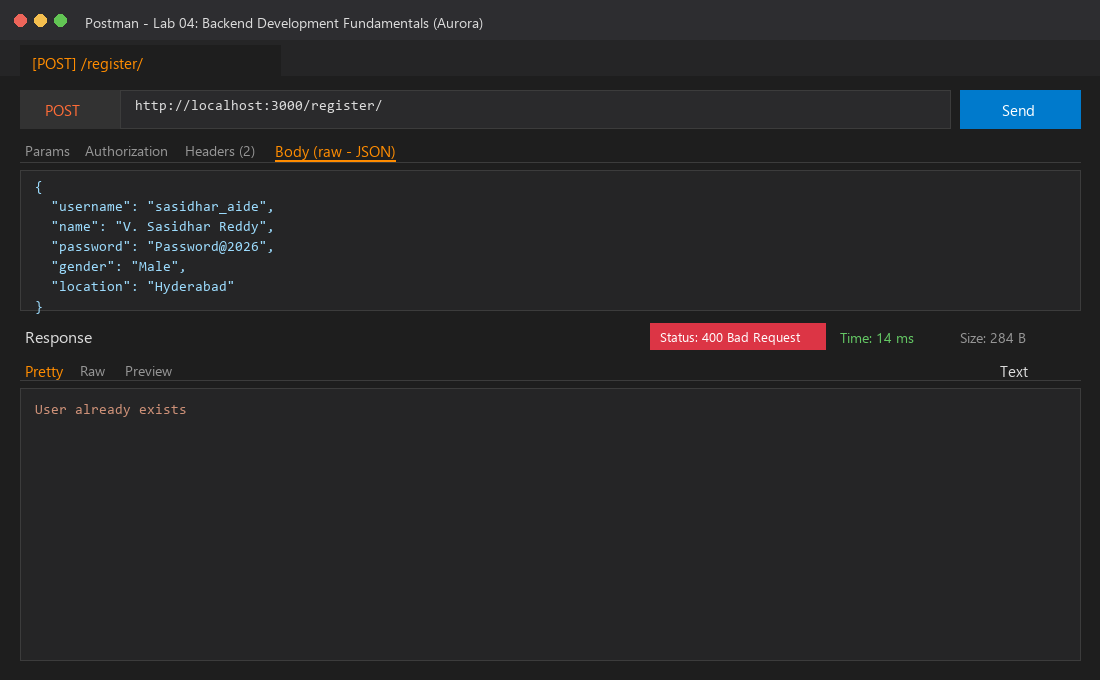 Postman - Lab 04: Backend Development Fundamentals (Aurora)
[POST] /register/
POST http://localhost:3000/register/ Send
Params Authorization Headers (2) Body (raw - JSON)
{
  "username": "sasidhar_aide",
  "name": "V. Sasidhar Reddy",
  "password": "Password@2026",
  "gender": "Male",
  "location": "Hyderabad"
}
Response Status: 400 Bad Request Time: 14 ms Size: 284 B
Pretty Raw Preview Text
User already exists